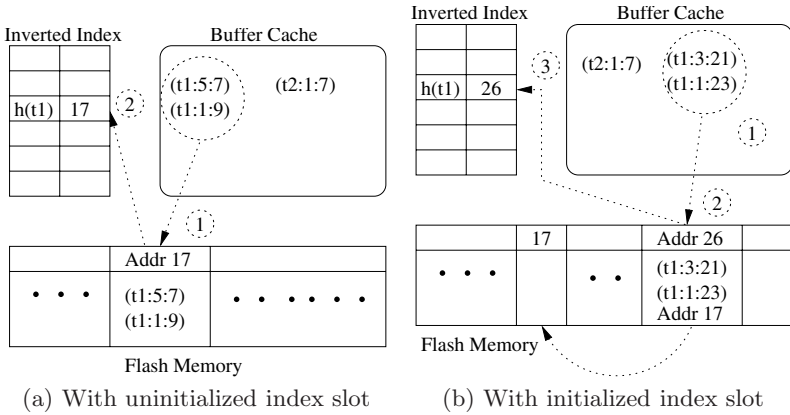 Inverted Index
Buffer Cache
(t1:5:7)
(t1:1:9)
(t2:1:7)
h(t1) 17
2
1
Addr 17
• • •
(t1:5:7)
(t1:1:9)
• • • • • •
Flash Memory
(a) With uninitialized index slot
Inverted Index
Buffer Cache
(t2:1:7)
(t1:3:21)
(t1:1:23)
3
h(t1) 26
1
2
17
Addr 26
• • •
• •
(t1:3:21)
(t1:1:23)
Addr 17
Flash Memory
(b) With initialized index slot